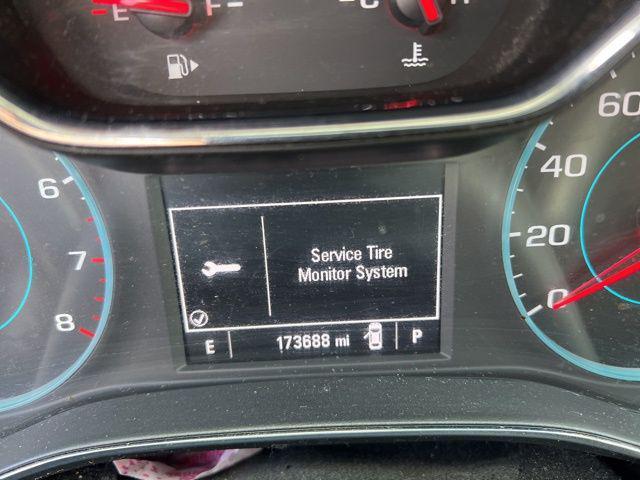 E F C H
60
6 40
7 20
8 0
Service Tire
Monitor System
E 173688 mi P